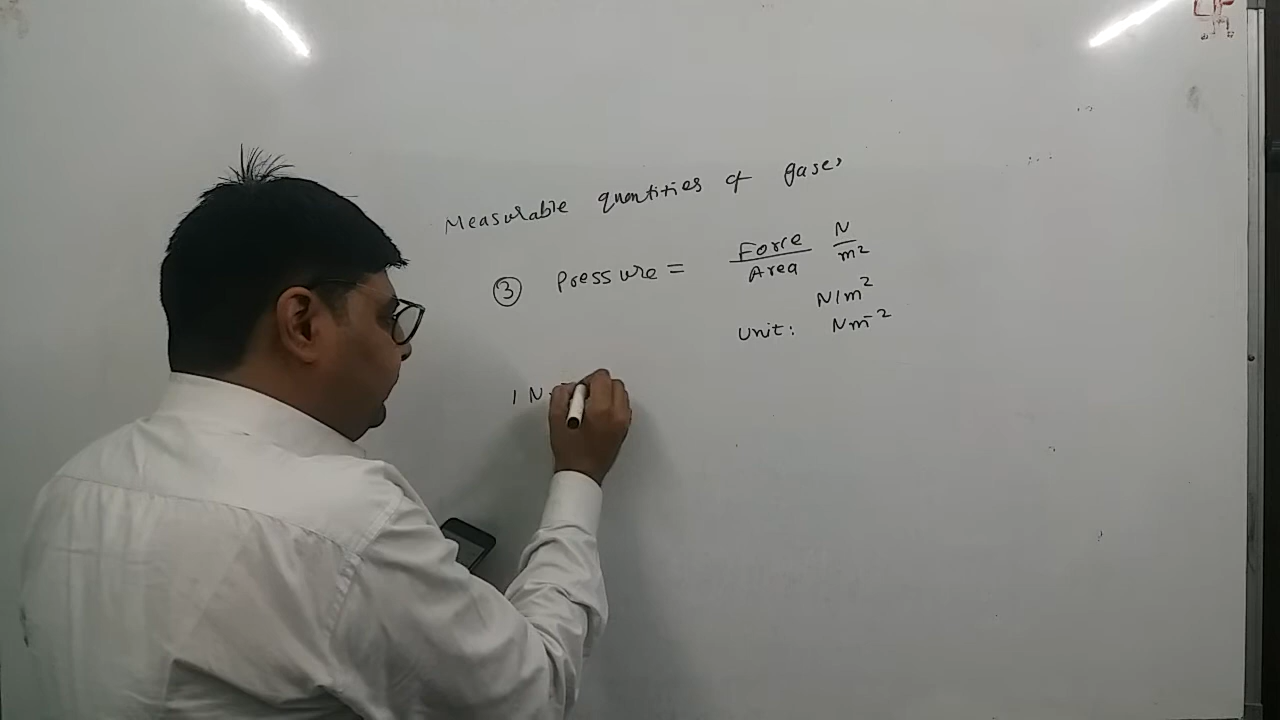 Measurable quantities of gases
③ Pressure = Force/Area N/m²
N/m²
Unit: Nm⁻²
1 N